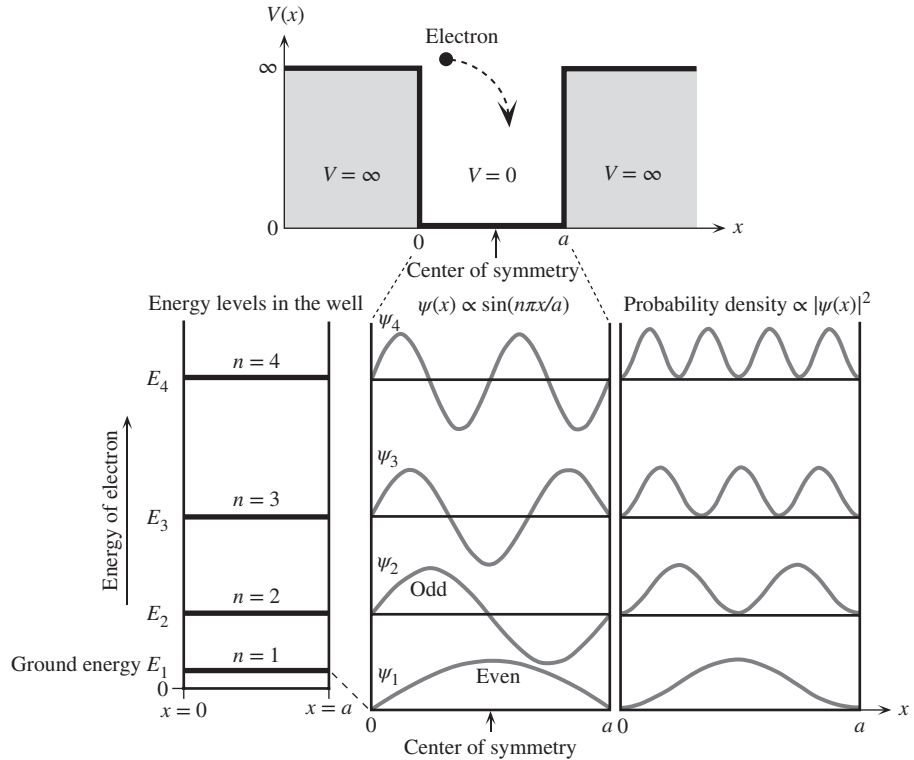 V(x)
Electron
∞
V = ∞
V = 0
V = ∞
0
x
0
a
Center of symmetry
Energy levels in the well
ψ(x) ∝ sin(nπx/a)
Probability density ∝ |ψ(x)|²
ψ₄
n = 4
E₄
Energy of electron
ψ₃
n = 3
E₃
ψ₂
Odd
n = 2
E₂
n = 1
Ground energy E₁
ψ₁
Even
0
x = 0
x = a
0
a
0
a
x
Center of symmetry